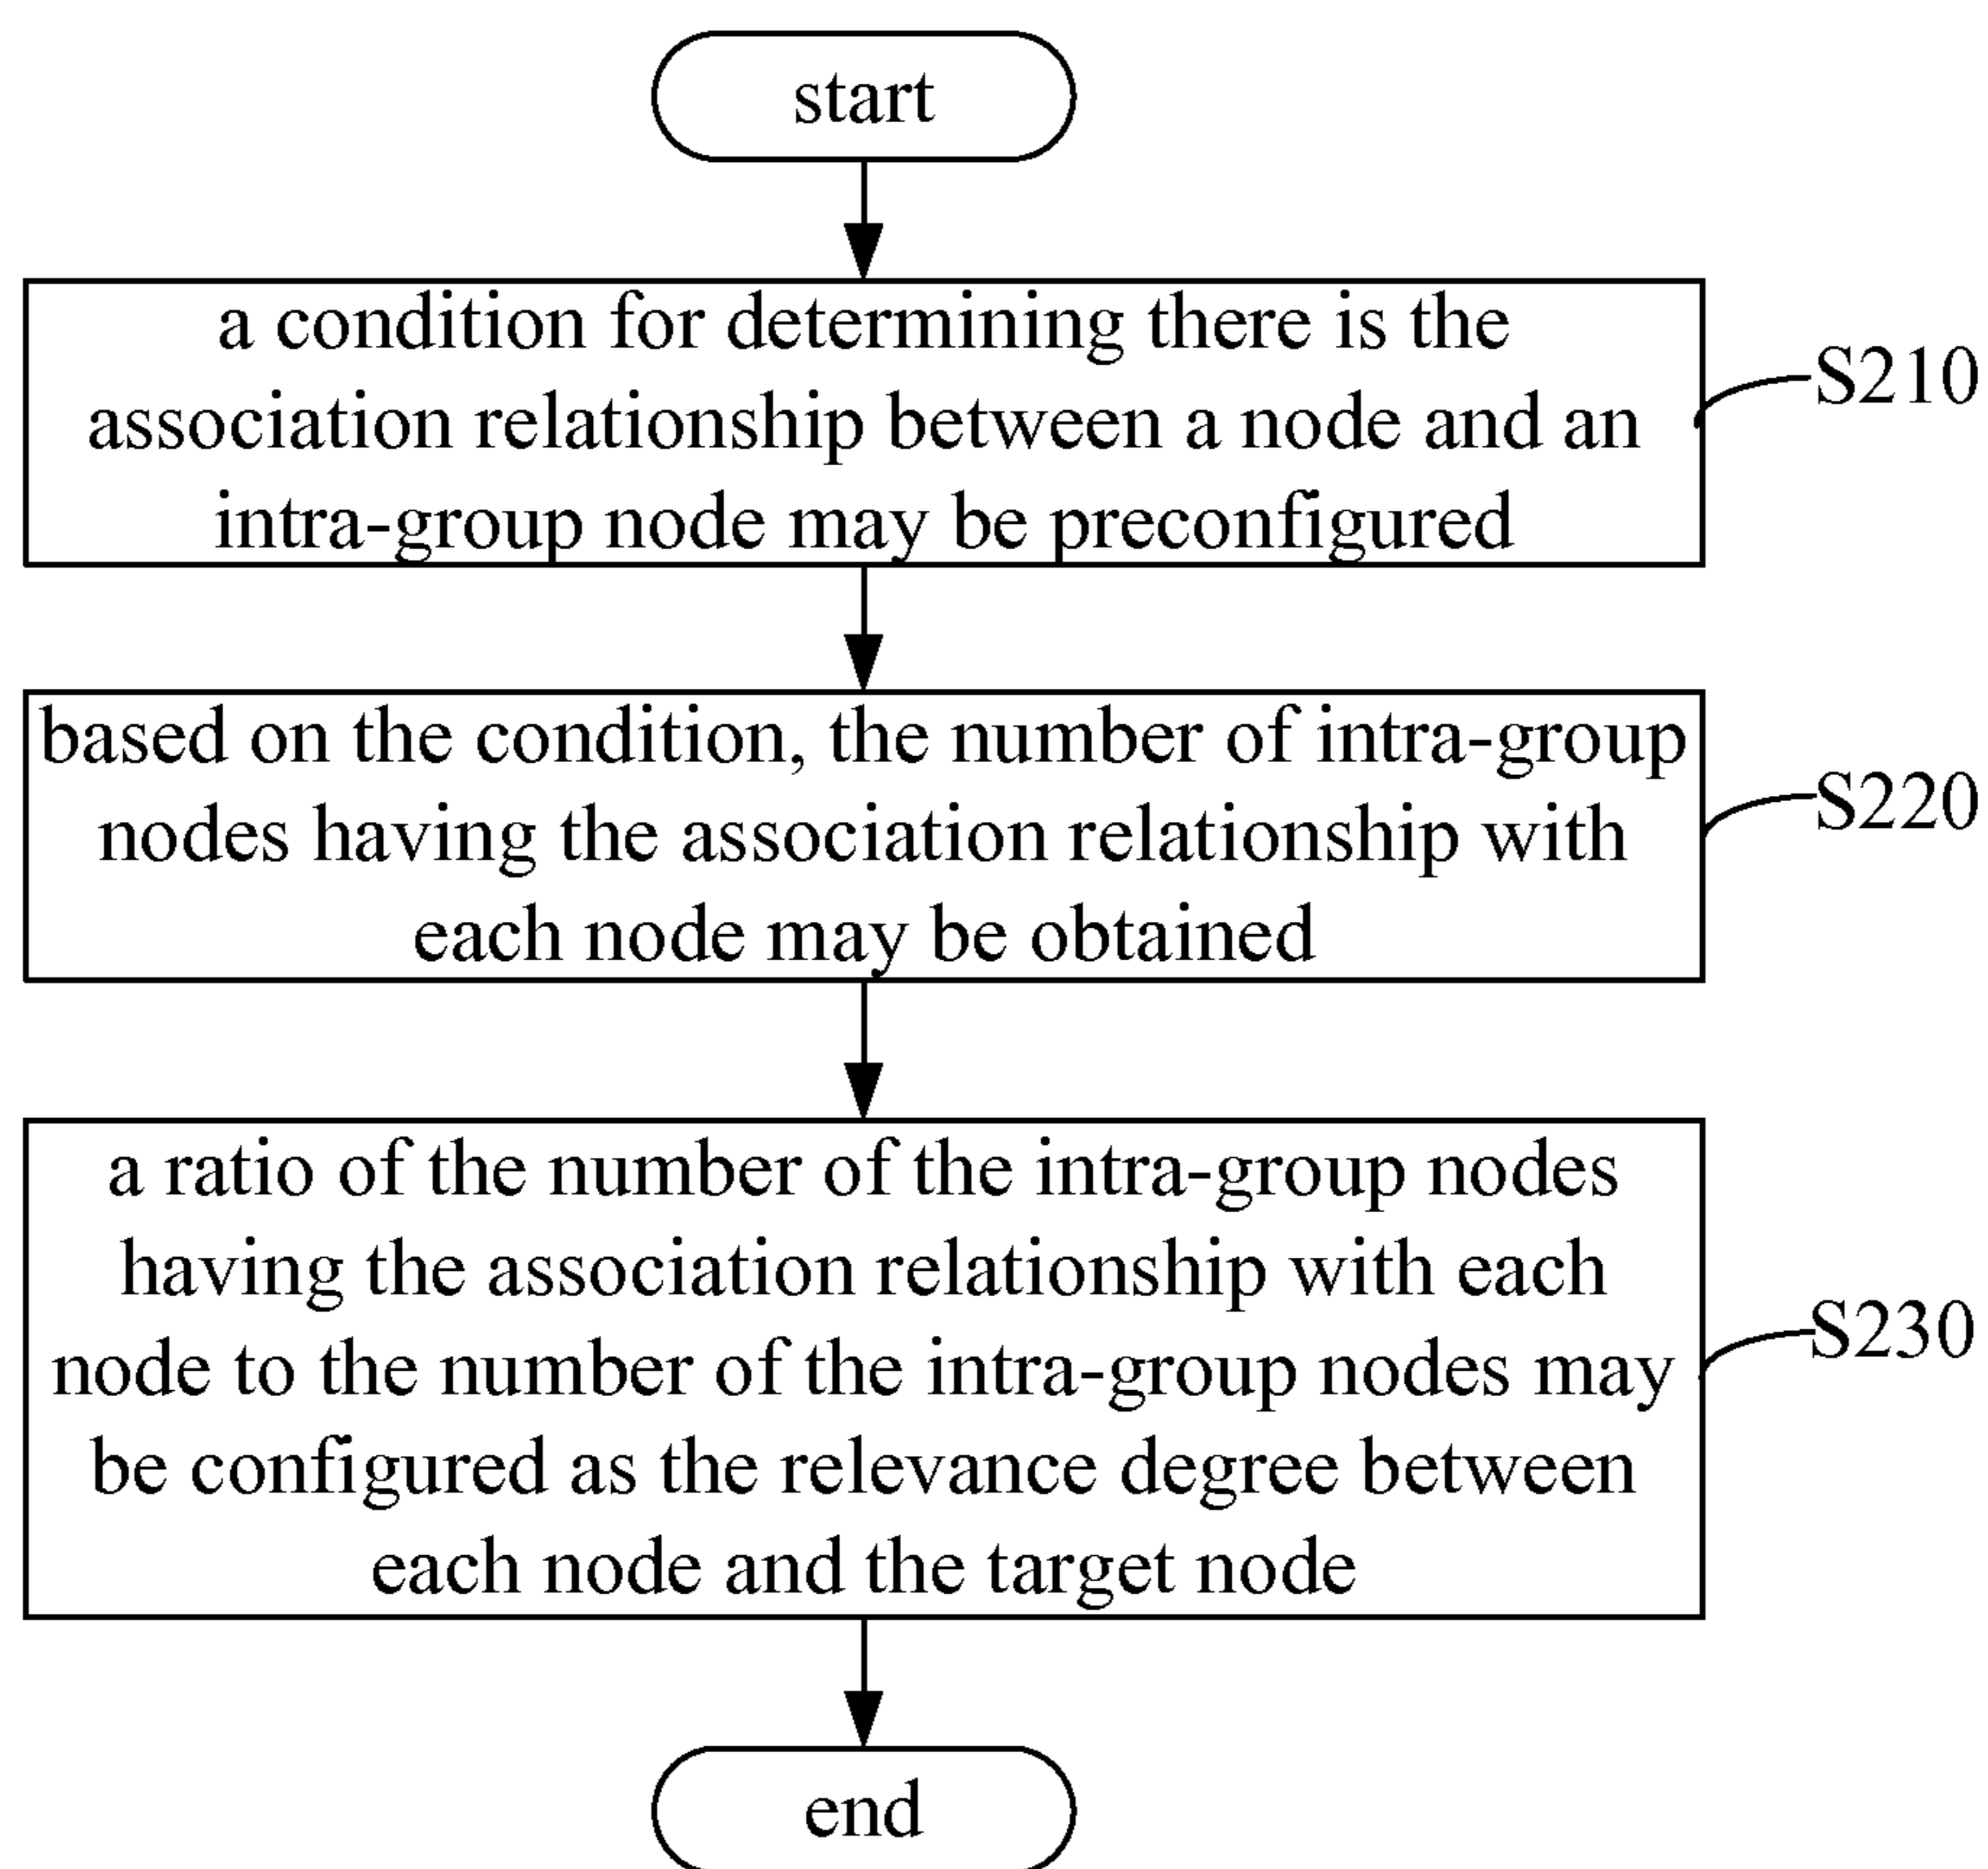 start
a condition for determining there is the
association relationship between a node and an
intra-group node may be preconfigured
S210
based on the condition, the number of intra-group
nodes having the association relationship with
each node may be obtained
S220
a ratio of the number of the intra-group nodes
having the association relationship with each
node to the number of the intra-group nodes may
be configured as the relevance degree between
each node and the target node
S230
end